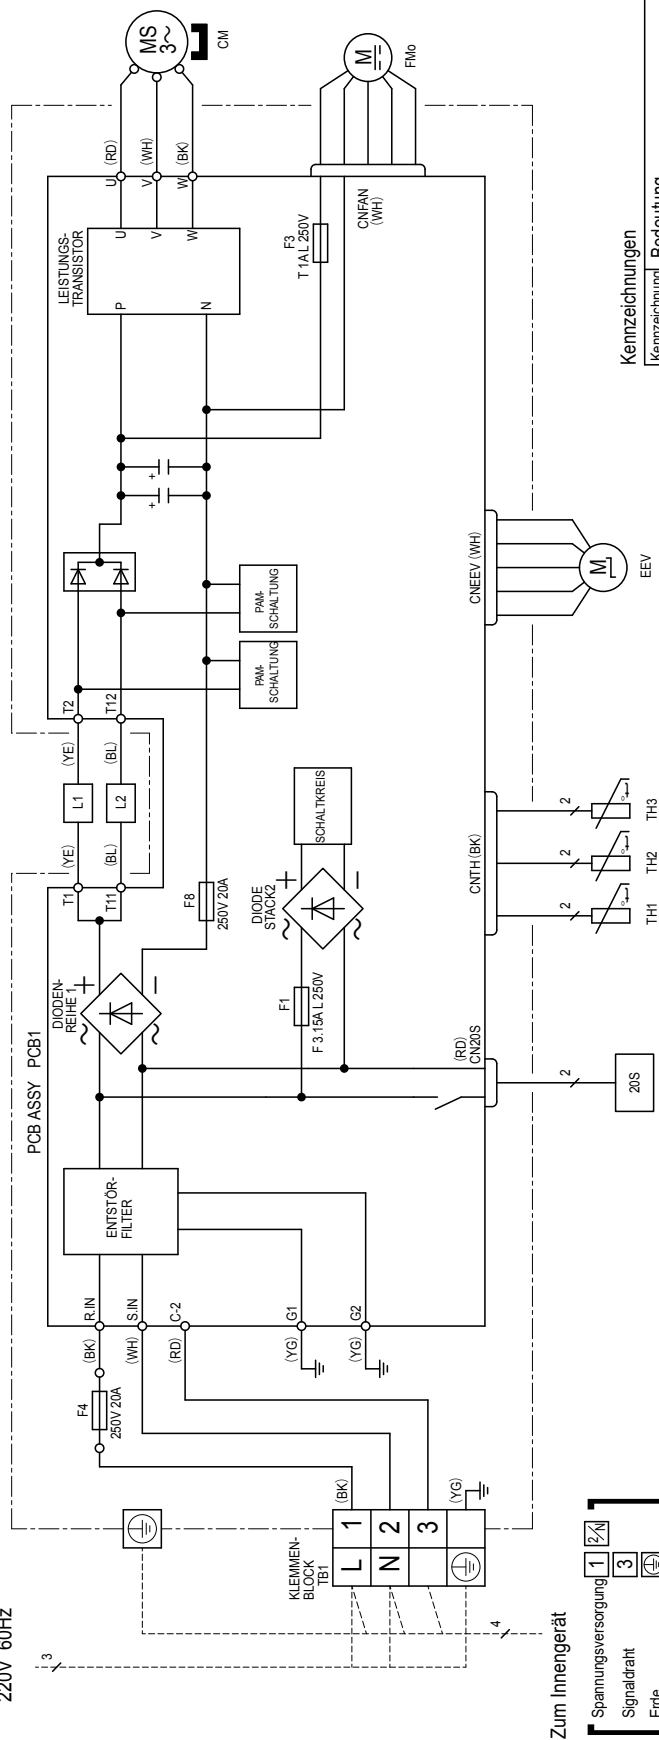 220V 60Hz
3
4
Zum Innengerät
Spannungsversorgung 1 2/N
Signaldraht 3
KLEMMEN-
BLOCK
TB1
L 1
N 2
3
(BK)
(YG)
F4
250V 20A
(BK)
(WH)
(RD)
R.IN
S.IN
C-2
(YG)
G1
(YG)
G2
PCB ASSY PCB1
ENTSTÖR-
FILTER
DIODEN-
REIHE 1
+
−
F1
F 3.15A L 250V
DIODE
STACK2
+
−
SCHALTKREIS
F8
250V 20A
T1
(YE)
L1
(YE)
T2
T11
(BL)
L2
(BL)
T12
PAM-
SCHALTUNG
PAM-
SCHALTUNG
+
+
LEISTUNGS-
TRANSISTOR
P
N
U
V
W
U
V
W
(RD)
(WH)
(BK)
MS
3~
CM
F3
T 1A L 250V
CNFAN
(WH)
M
FMo
(RD)
CN20S
2
20S
CNTH (BK)
2
2
2
TH1
TH2
TH3
CNEEV (WH)
M
EEV
Kennzeichnungen
Kennzeichnung Bedeutung